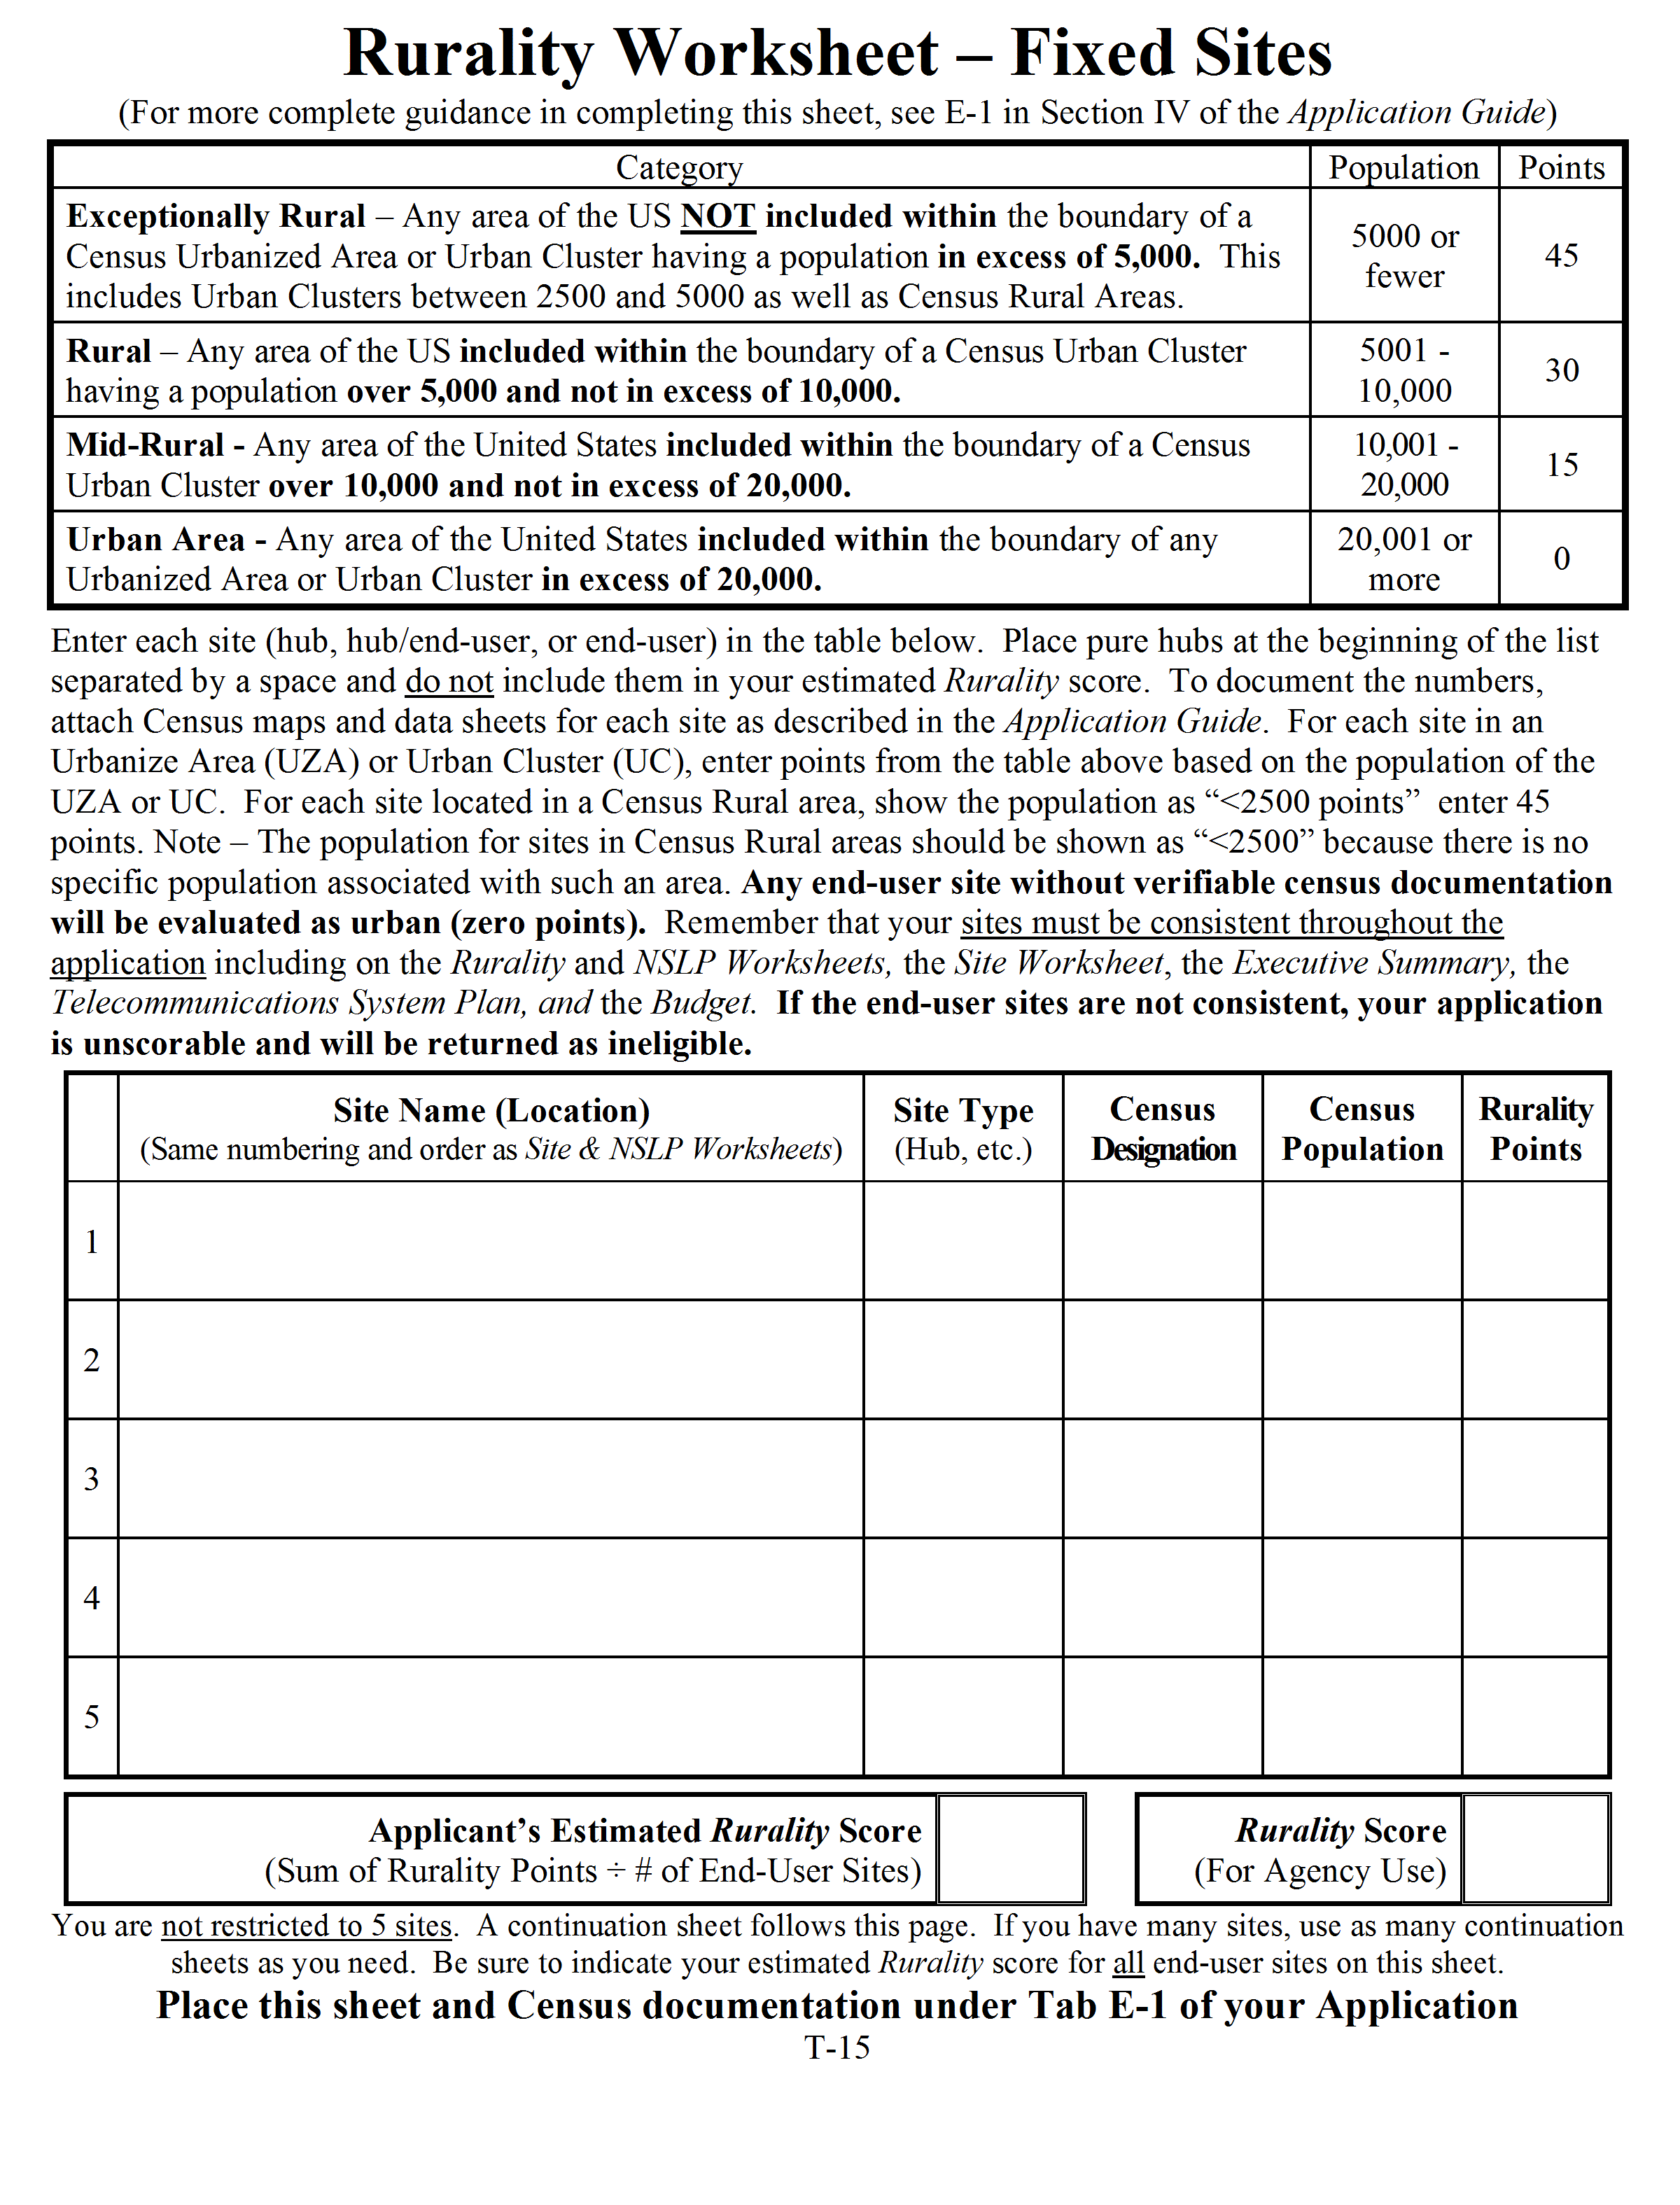 Rurality Worksheet – Fixed Sites
(For more complete guidance in completing this sheet, see E-1 in Section IV of the Application Guide)
Category Population Points
Exceptionally Rural – Any area of the US NOT included within the boundary of a
Census Urbanized Area or Urban Cluster having a population in excess of 5,000. This
includes Urban Clusters between 2500 and 5000 as well as Census Rural Areas.
5000 or
fewer
45
Rural – Any area of the US included within the boundary of a Census Urban Cluster
having a population over 5,000 and not in excess of 10,000.
5001 -
10,000
30
Mid-Rural - Any area of the United States included within the boundary of a Census
Urban Cluster over 10,000 and not in excess of 20,000.
10,001 -
20,000
15
Urban Area - Any area of the United States included within the boundary of any
Urbanized Area or Urban Cluster in excess of 20,000.
20,001 or
more
0
Enter each site (hub, hub/end-user, or end-user) in the table below. Place pure hubs at the beginning of the list
separated by a space and do not include them in your estimated Rurality score. To document the numbers,
attach Census maps and data sheets for each site as described in the Application Guide. For each site in an
Urbanize Area (UZA) or Urban Cluster (UC), enter points from the table above based on the population of the
UZA or UC. For each site located in a Census Rural area, show the population as “<2500 points” enter 45
points. Note – The population for sites in Census Rural areas should be shown as “<2500” because there is no
specific population associated with such an area. Any end-user site without verifiable census documentation
will be evaluated as urban (zero points). Remember that your sites must be consistent throughout the
application including on the Rurality and NSLP Worksheets, the Site Worksheet, the Executive Summary, the
Telecommunications System Plan, and the Budget. If the end-user sites are not consistent, your application
is unscorable and will be returned as ineligible.
Site Name (Location)
(Same numbering and order as Site & NSLP Worksheets)
Site Type
(Hub, etc.)
Census
Designation
Census
Population
Rurality
Points
1
2
3
4
5
Applicant’s Estimated Rurality Score
(Sum of Rurality Points ÷ # of End-User Sites)
Rurality Score
(For Agency Use)
You are not restricted to 5 sites. A continuation sheet follows this page. If you have many sites, use as many continuation
sheets as you need. Be sure to indicate your estimated Rurality score for all end-user sites on this sheet.
Place this sheet and Census documentation under Tab E-1 of your Application
T-15